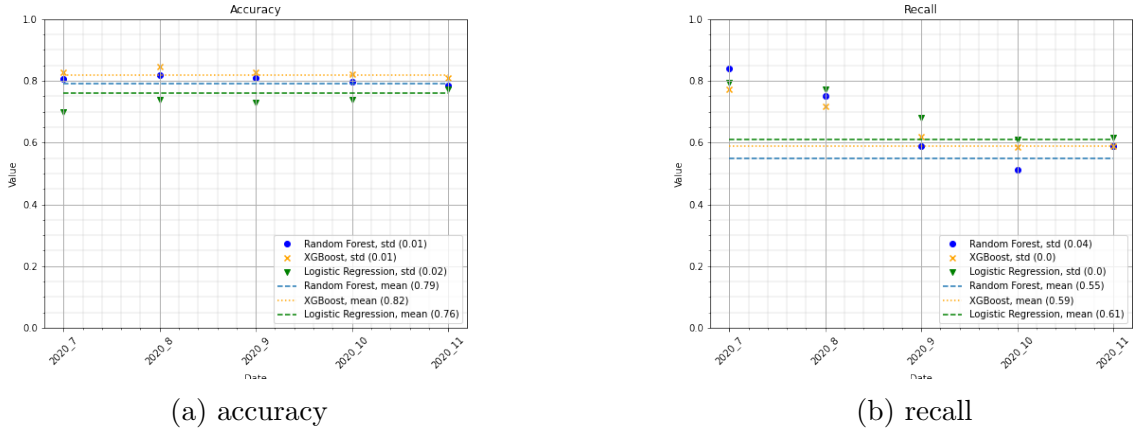 Accuracy
1.0
0.8
0.6
0.4
0.2
0.0
Value
Random Forest, std (0.01)
XGBoost, std (0.01)
Logistic Regression, std (0.02)
Random Forest, mean (0.79)
XGBoost, mean (0.82)
Logistic Regression, mean (0.76)
2020_7
2020_8
2020_9
2020_10
2020_11
Date
(a) accuracy
Recall
1.0
0.8
0.6
0.4
0.2
0.0
Value
Random Forest, std (0.04)
XGBoost, std (0.0)
Logistic Regression, std (0.0)
Random Forest, mean (0.55)
XGBoost, mean (0.59)
Logistic Regression, mean (0.61)
2020_7
2020_8
2020_9
2020_10
2020_11
Date
(b) recall